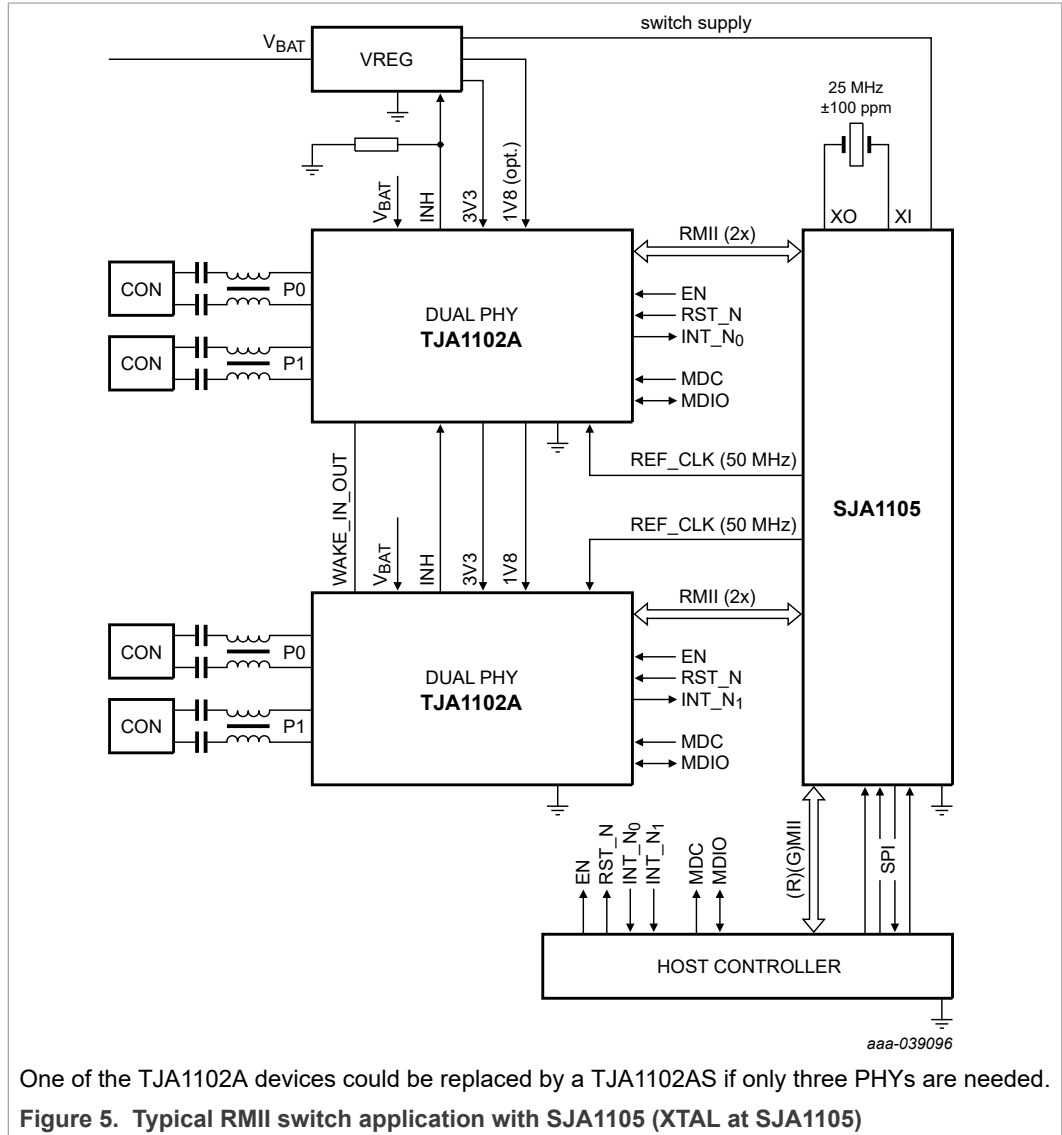 switch supply
VBAT
VREG
25 MHz
±100 ppm
VBAT
INH
3V3
1V8 (opt.)
XO
XI
RMII (2x)
CON
P0
EN
RST_N
INT_N0
DUAL PHY
TJA1102A
CON
P1
MDC
MDIO
REF_CLK (50 MHz)
SJA1105
WAKE_IN_OUT
VBAT
INH
3V3
1V8
REF_CLK (50 MHz)
RMII (2x)
CON
P0
EN
RST_N
INT_N1
DUAL PHY
TJA1102A
CON
P1
MDC
MDIO
EN
RST_N
INT_N0
INT_N1
MDC
MDIO
(R)(G)MII
SPI
HOST CONTROLLER
aaa-039096
One of the TJA1102A devices could be replaced by a TJA1102AS if only three PHYs are needed.
Figure 5. Typical RMII switch application with SJA1105 (XTAL at SJA1105)